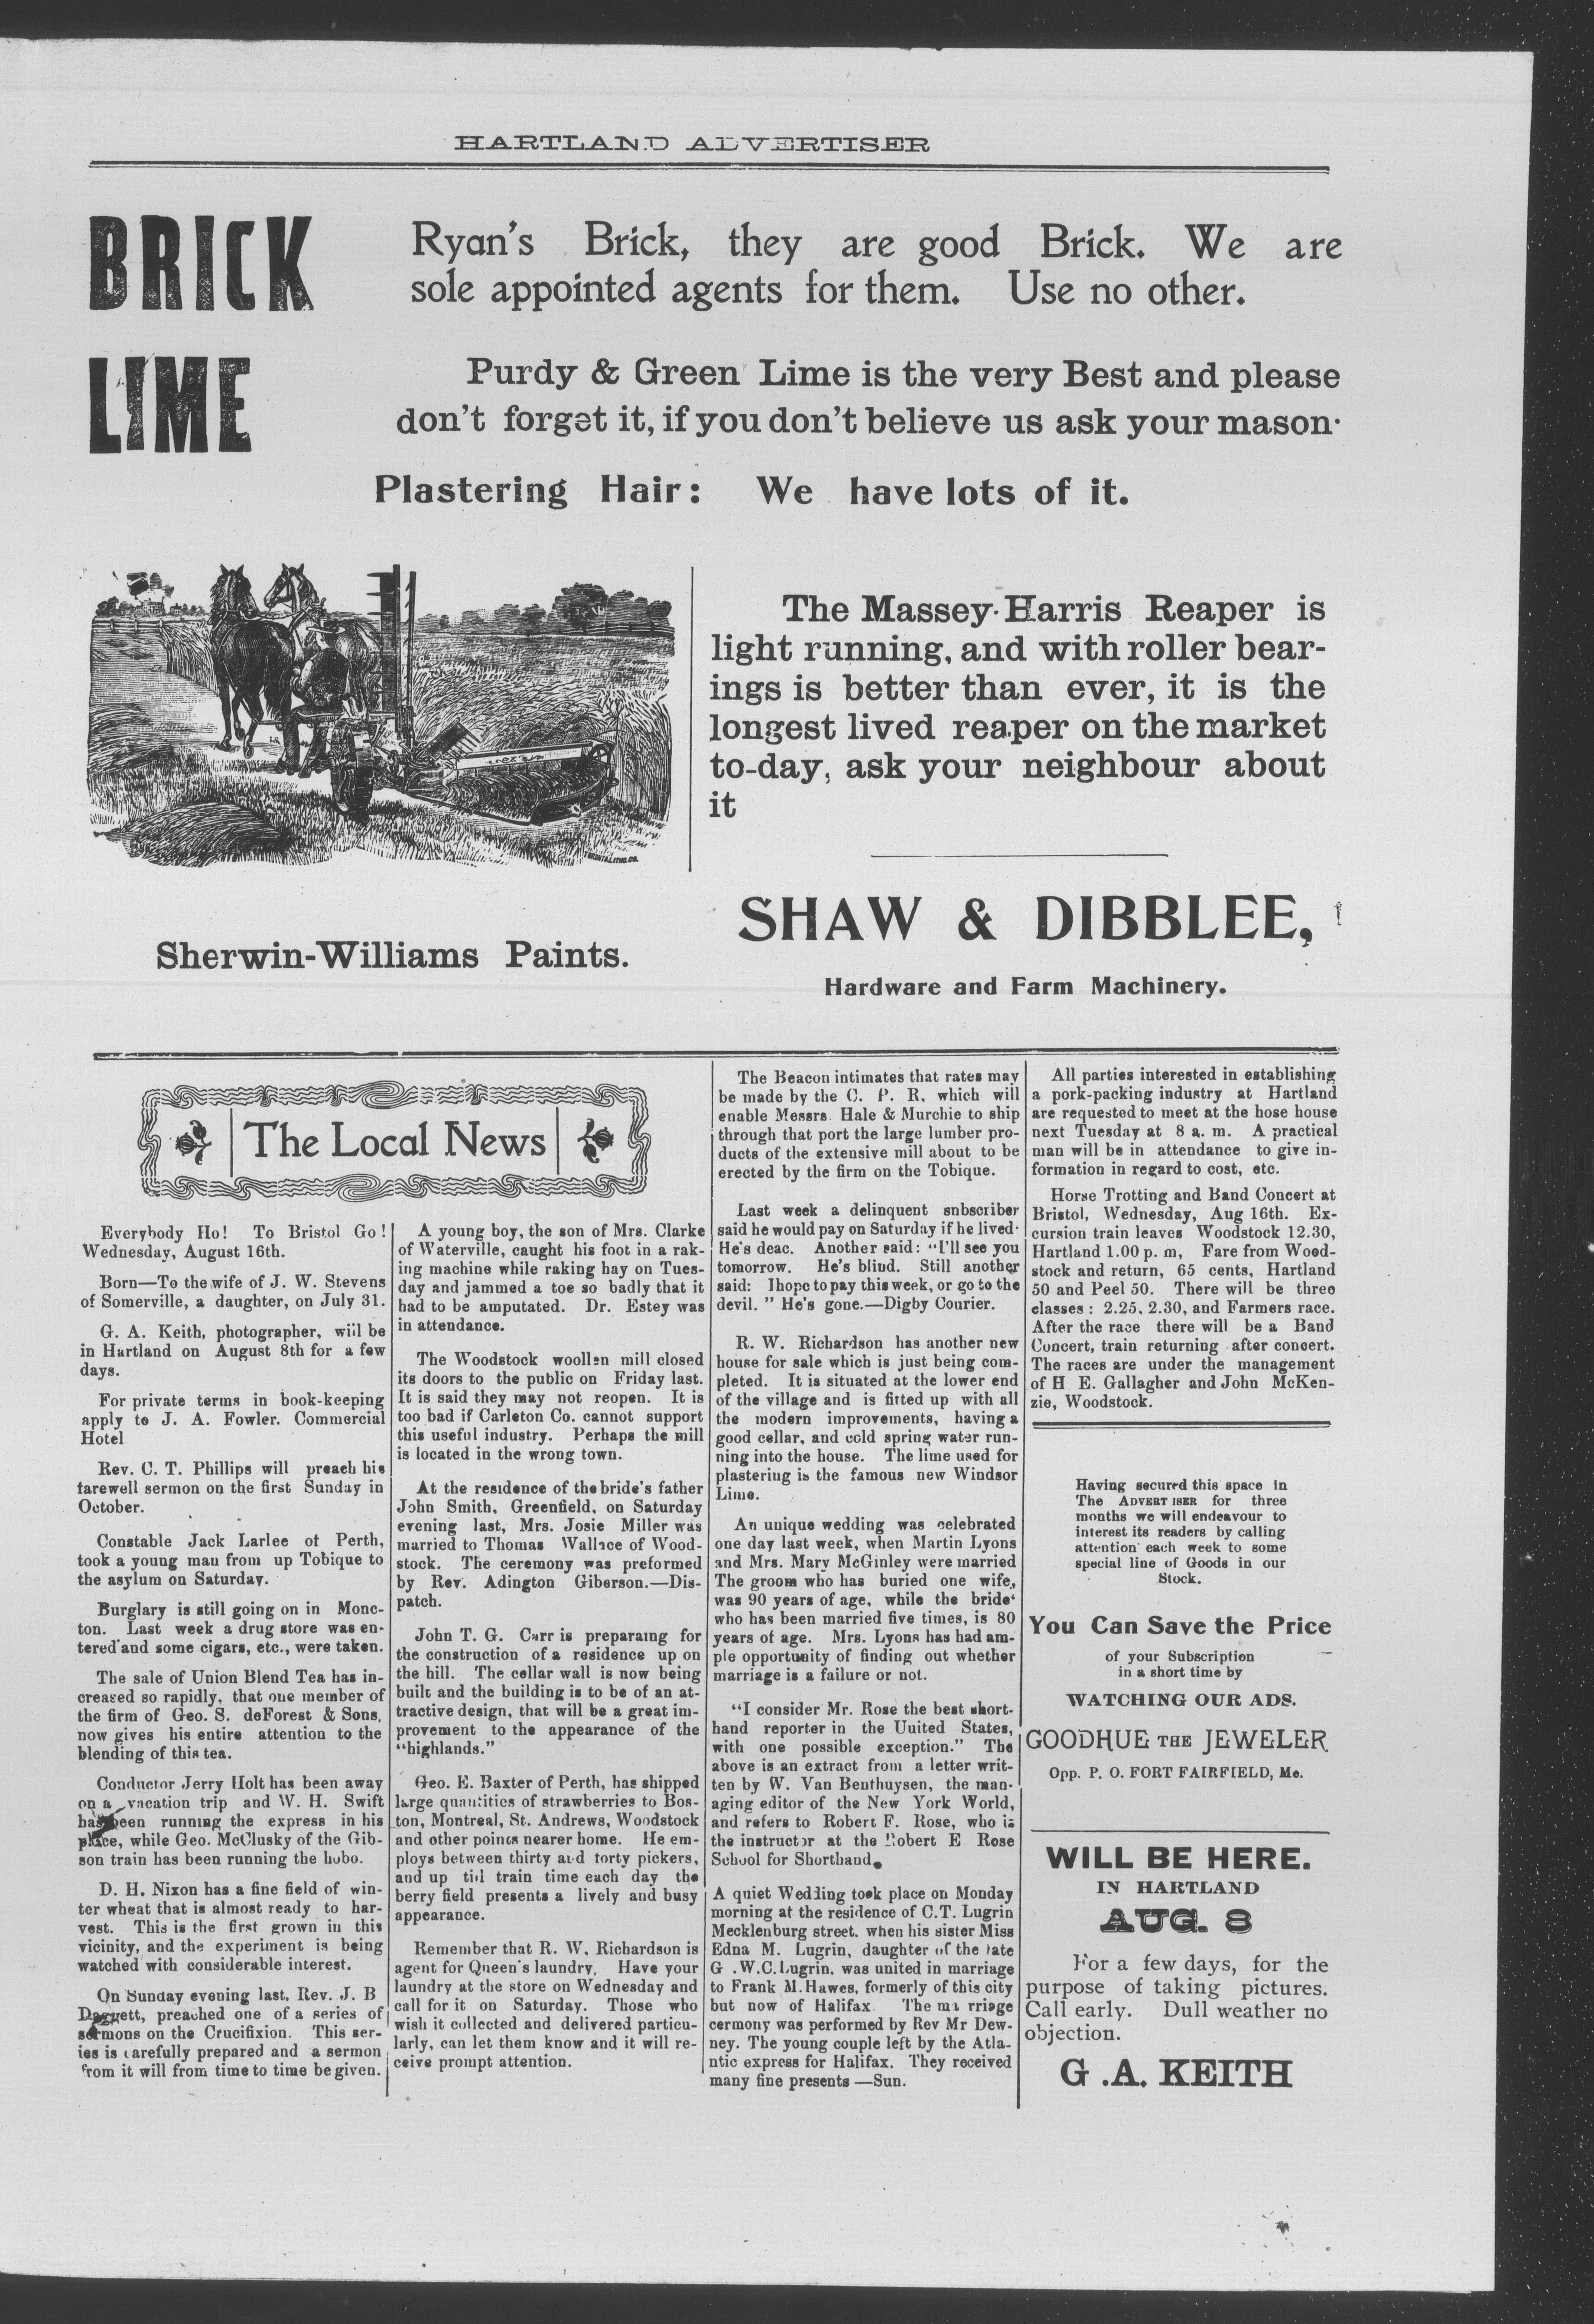 HARTLAND ADVERTISER
BRICK
Ryan's Brick, they are good Brick. We are
sole appointed agents for them. Use no other.
LIME
Purdy & Green Lime is the very Best and please
don't forget it, if you don't believe us ask your mason·
Plastering Hair: We have lots of it.
The Massey-Harris Reaper is
light running, and with roller bear-
ings is better than ever, it is the
longest lived reaper on the market
to-day, ask your neighbour about
it
SHAW & DIBBLEE,
Hardware and Farm Machinery.
Sherwin-Williams Paints.
The Local News
Everybody Ho! To Bristol Go!
Wednesday, August 16th.
Born—To the wife of J. W. Stevens
of Somerville, a daughter, on July 31.
G. A. Keith, photographer, will be
in Hartland on August 8th for a few
days.
For private terms in book-keeping
apply to J. A. Fowler. Commercial
Hotel
Rev. C. T. Phillips will preach his
farewell sermon on the first Sunday in
October.
Constable Jack Larlee of Perth,
took a young man from up Tobique to
the asylum on Saturday.
Burglary is still going on in Monc-
ton. Last week a drug store was en-
tered and some cigars, etc., were taken.
The sale of Union Blend Tea has in-
creased so rapidly, that one member of
the firm of Geo. S. deForest & Sons,
now gives his entire attention to the
blending of this tea.
Conductor Jerry Holt has been away
on a vacation trip and W. H. Swift
has been running the express in his
place, while Geo. McClusky of the Gib-
son train has been running the hobo.
D. H. Nixon has a fine field of win-
ter wheat that is almost ready to har-
vest. This is the first grown in this
vicinity, and the experiment is being
watched with considerable interest.
On Sunday evening last, Rev. J. B
Daggett, preached one of a series of
sermons on the Crucifixion. This ser-
ies is carefully prepared and a sermon
from it will from time to time be given.
A young boy, the son of Mrs. Clarke
of Waterville, caught his foot in a rak-
ing machine while raking hay on Tues-
day and jammed a toe so badly that it
had to be amputated. Dr. Estey was
in attendance.
The Woodstock woollen mill closed
its doors to the public on Friday last.
It is said they may not reopen. It is
too bad if Carleton Co. cannot support
this useful industry. Perhaps the mill
is located in the wrong town.
At the residence of the bride's father
John Smith, Greenfield, on Saturday
evening last, Mrs. Josie Miller was
married to Thomas Wallace of Wood-
stock. The ceremony was preformed
by Rev. Adington Giberson.—Dis-
patch.
John T. G. Carr is preparaing for
the construction of a residence up on
the hill. The cellar wall is now being
built and the building is to be of an at-
tractive design, that will be a great im-
provement to the appearance of the
"highlands."
Geo. E. Baxter of Perth, has shipped
large quantities of strawberries to Bos-
ton, Montreal, St. Andrews, Woodstock
and other points nearer home. He em-
ploys between thirty and forty pickers,
and up till train time each day the
berry field presents a lively and busy
appearance.
Remember that R. W. Richardson is
agent for Queen's laundry. Have your
laundry at the store on Wednesday and
call for it on Saturday. Those who
wish it collected and delivered particu-
larly, can let them know and it will re-
ceive prompt attention.
The Beacon intimates that rates may
be made by the C. P. R. which will
enable Messrs. Hale & Murchie to ship
through that port the large lumber pro-
ducts of the extensive mill about to be
erected by the firm on the Tobique.
Last week a delinquent snbscriber
said he would pay on Saturday if he lived·
He's deac. Another said: "I'll see you
tomorrow. He's blind. Still another
said: I hope to pay this week, or go to the
devil. " He's gone.—Digby Courier.
R. W. Richardson has another new
house for sale which is just being com-
pleted. It is situated at the lower end
of the village and is fitted up with all
the modern improvements, having a
good cellar, and cold spring water run-
ning into the house. The lime used for
plastering is the famous new Windsor
Lime.
An unique wedding was celebrated
one day last week, when Martin Lyons
and Mrs. Mary McGinley were married
The groom who has buried one wife,
was 90 years of age, while the bride'
who has been married five times, is 80
years of age. Mrs. Lyons has had am-
ple opportunity of finding out whether
marriage is a failure or not.
"I consider Mr. Rose the best short-
hand reporter in the United States,
with one possible exception." The
above is an extract from a letter writ-
ten by W. Van Benthuysen, the man-
aging editor of the New York World,
and refers to Robert F. Rose, who is
the instructor at the Robert E Rose
School for Shorthand.
A quiet Wedding took place on Monday
morning at the residence of C.T. Lugrin
Mecklenburg street. when his sister Miss
Edna M. Lugrin, daughter of the late
G .W.C. Lugrin, was united in marriage
to Frank M. Hawes, formerly of this city
but now of Halifax. The ma rriage
cermony was performed by Rev Mr Dew-
ney. The young couple left by the Atla-
ntic express for Halifax. They received
many fine presents —Sun.
All parties interested in establishing
a pork-packing industry at Hartland
are requested to meet at the hose house
next Tuesday at 8 a. m. A practical
man will be in attendance to give in-
formation in regard to cost, etc.
Horse Trotting and Band Concert at
Bristol, Wednesday, Aug 16th. Ex-
cursion train leaves Woodstock 12.30,
Hartland 1.00 p. m, Fare from Wood-
stock and return, 65 cents, Hartland
50 and Peel 50. There will be three
classes : 2.25, 2.30, and Farmers race.
After the race there will be a Band
Concert, train returning after concert.
The races are under the management
of H E. Gallagher and John McKen-
zie, Woodstock.
Having secured this space in
The ADVERTISER for three
months we will endeavour to
interest its readers by calling
attention each week to some
special line of Goods in our
Stock.
You Can Save the Price
of your Subscription
in a short time by
WATCHING OUR ADS.
GOODHUE THE JEWELER
Opp. P. O. FORT FAIRFIELD, Me.
WILL BE HERE.
IN HARTLAND
AUG. 8
For a few days, for the
purpose of taking pictures.
Call early. Dull weather no
objection.
G .A. KEITH